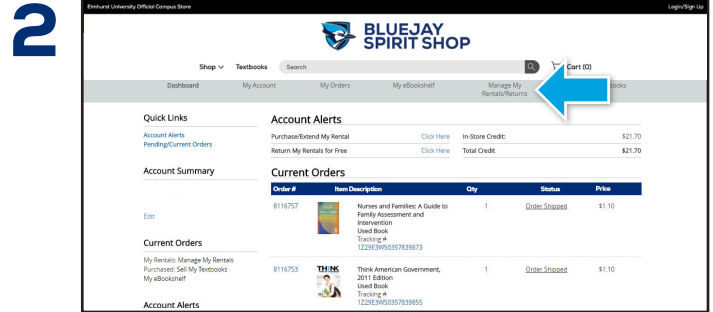 2
Elmhurst University Official Campus Store
Login/Sign Up
BLUEJAY
SPIRIT SHOP
Shop
Textbooks
Search
Cart (0)
Dashboard
My Account
My Orders
My eBookshelf
Manage My
Rentals/Returns
ooks
Quick Links
Account Alerts
Pending/Current Orders
Account Summary
Edit
Current Orders
My Rentals: Manage My Rentals
Purchased: Sell My Textbooks
My eBookshelf
Account Alerts
Account Alerts
Purchase/Extend My Rental Click Here In-Store Credit: $21.70
Return My Rentals for Free Click Here Total Credit $21.70
Current Orders
Order # Item Description Qty Status Price
8116757 Nurses and Families: A Guide to 1 Order Shipped $1.10
Family Assessment and
Intervention
Used Book
Tracking #
1Z29E3W50357839873
THINK
8116753 Think American Government, 1 Order Shipped $1.10
2011 Edition
Used Book
Tracking #
1Z29E3W50357839855